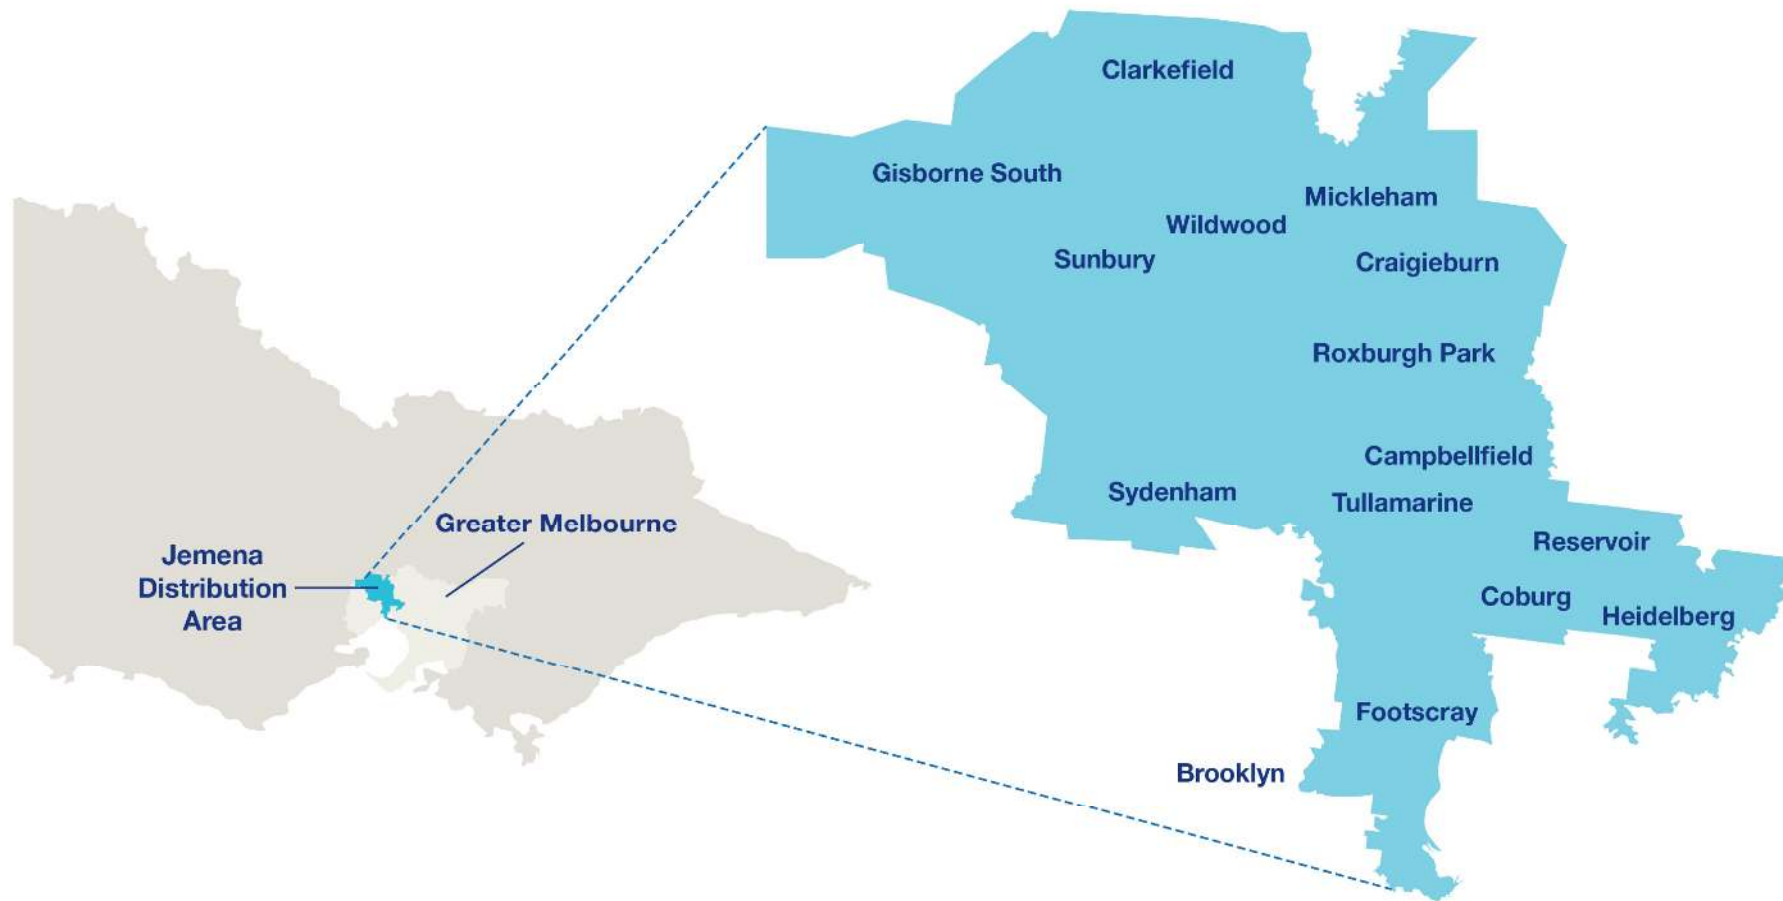 Clarkefield
Gisborne South
Mickleham
Wildwood
Sunbury
Craigieburn
Roxburgh Park
Campbellfield
Sydenham
Tullamarine
Greater Melbourne
Reservoir
Jemena
Distribution
Area
Coburg
Heidelberg
Footscray
Brooklyn